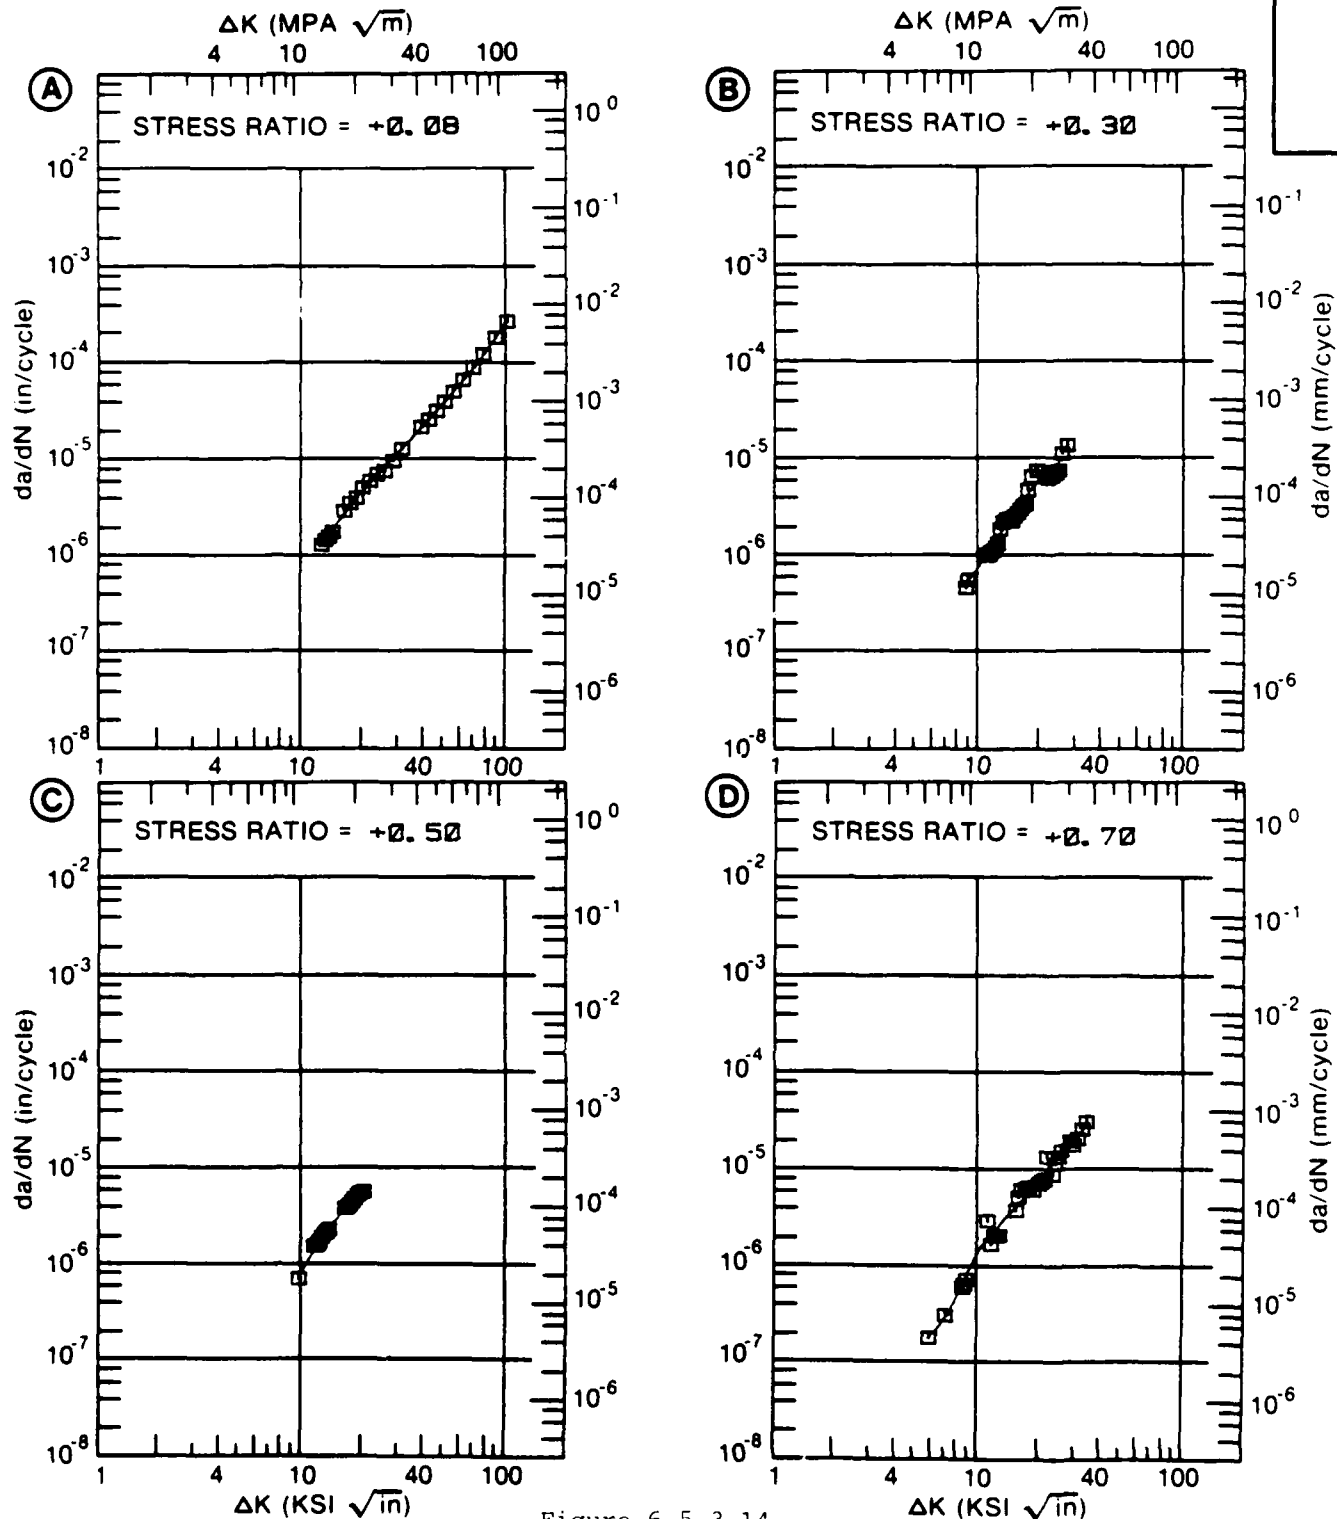 ΔK (MPA √m)
ΔK (MPA √m)
4 10 40 100
4 10 40 100
A
STRESS RATIO = +0.08
10^0
10^-2
10^-1
10^-3
10^-2
10^-4
10^-3
10^-5
10^-4
10^-6
10^-5
10^-7
10^-6
10^-8
1 4 10 40 100
da/dN (in/cycle)
B
STRESS RATIO = +0.30
10^-2
10^-1
10^-3
10^-2
10^-4
10^-3
10^-5
10^-4
10^-6
10^-5
10^-7
10^-6
10^-8
1 4 10 40 100
da/dN (mm/cycle)
C
STRESS RATIO = +0.50
10^0
10^-2
10^-1
10^-3
10^-2
10^-4
10^-3
10^-5
10^-4
10^-6
10^-5
10^-7
10^-6
10^-8
1 4 10 40 100
da/dN (in/cycle)
ΔK (KSI √in)
D
STRESS RATIO = +0.70
10^0
10^-2
10^-1
10^-3
10^-2
10^-4
10^-3
10^-5
10^-4
10^-6
10^-5
10^-7
10^-6
10^-8
1 4 10 40 100
da/dN (mm/cycle)
ΔK (KSI √in)
Figure 6.5.3.14